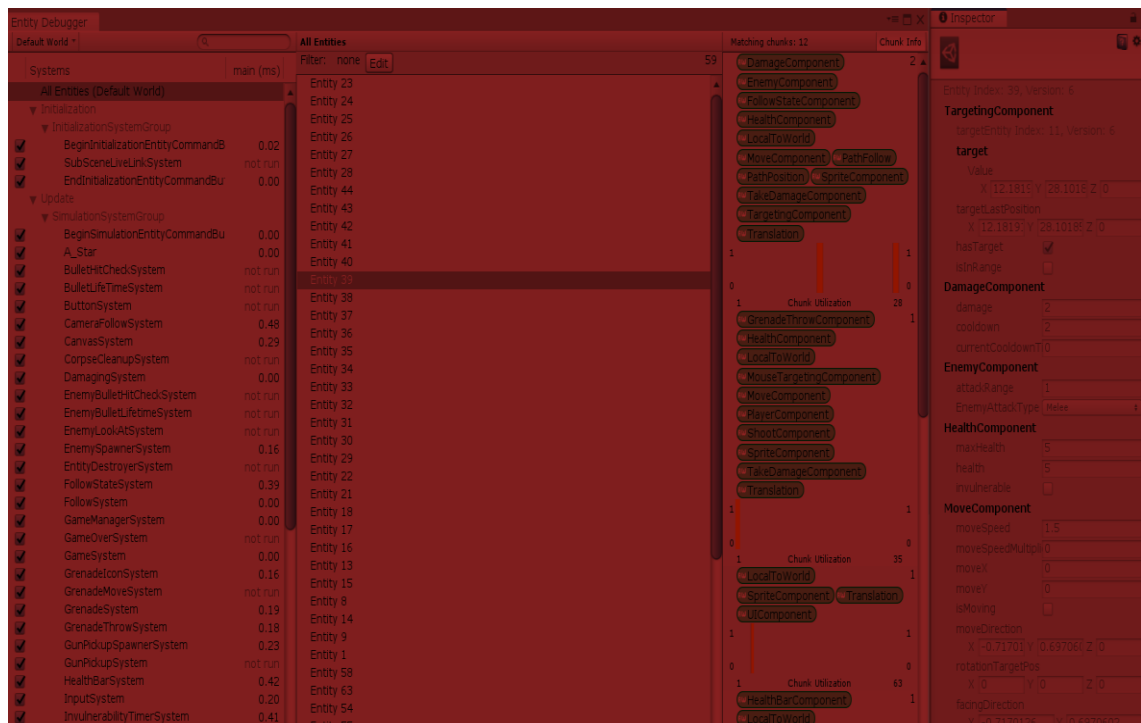 Entity Debugger
Default World
Systems main (ms)
All Entities (Default World)
Initialization
InitializationSystemGroup
BeginInitializationEntityCommandB 0.02
SubSceneLiveLinkSystem not run
EndInitializationEntityCommandBu 0.00
Update
SimulationSystemGroup
BeginSimulationEntityCommandBu 0.00
A_Star 0.00
BulletHitCheckSystem not run
BulletLifeTimeSystem not run
ButtonSystem not run
CameraFollowSystem 0.48
CanvasSystem 0.29
CorpseCleanupSystem not run
DamagingSystem 0.00
EnemyBulletHitCheckSystem not run
EnemyBulletLifetimeSystem not run
EnemyLookAtSystem not run
EnemySpawnerSystem 0.16
EntityDestroyerSystem not run
FollowStateSystem 0.39
FollowSystem 0.00
GameManagerSystem 0.00
GameOverSystem not run
GameSystem 0.00
GrenadeIconSystem 0.16
GrenadeMoveSystem not run
GrenadeSystem 0.19
GrenadeThrowSystem 0.18
GunPickupSpawnerSystem 0.23
GunPickupSystem not run
HealthBarSystem 0.42
InputSystem 0.20
InvulnerabilityTimerSystem 0.41
All Entities
Filter: none Edit 59
Entity 23
Entity 24
Entity 25
Entity 26
Entity 27
Entity 28
Entity 44
Entity 43
Entity 42
Entity 41
Entity 40
Entity 39
Entity 38
Entity 37
Entity 36
Entity 35
Entity 34
Entity 33
Entity 32
Entity 31
Entity 30
Entity 29
Entity 22
Entity 21
Entity 18
Entity 17
Entity 16
Entity 13
Entity 15
Entity 8
Entity 14
Entity 9
Entity 1
Entity 58
Entity 63
Entity 54
Matching chunks: 12 Chunk Info
DamageComponent 2
EnemyComponent
FollowStateComponent
HealthComponent
LocalToWorld
MoveComponent PathFollow
PathPosition SpriteComponent
TakeDamageComponent
TargetingComponent
Translation
1 1
0 0
1 Chunk Utilization 28
GrenadeThrowComponent 1
HealthComponent
LocalToWorld
MouseTargetingComponent
MoveComponent
PlayerComponent
ShootComponent
SpriteComponent
TakeDamageComponent
Translation
1 1
0 0
1 Chunk Utilization 35
LocalToWorld 1
SpriteComponent Translation
UIComponent
1 1
0 0
1 Chunk Utilization 63
HealthBarComponent 1
LocalToWorld
Inspector
Entity Index: 39, Version: 6
TargetingComponent
targetEntity Index: 11, Version: 6
target
Value
X 12.1819 Y 28.1018 Z 0
targetLastPosition
X 12.1819 Y 28.1018 Z 0
hasTarget
isInRange
DamageComponent
damage 2
cooldown 2
currentCooldownT 0
EnemyComponent
attackRange 1
EnemyAttackType Melee
HealthComponent
maxHealth 5
health 5
invulnerable
MoveComponent
moveSpeed 1.5
moveSpeedMultipli 0
moveX 0
moveY 0
isMoving
moveDirection
X -0.7170 Y 0.69706 Z 0
rotationTargetPos
X 0 Y 0 Z 0
facingDirection